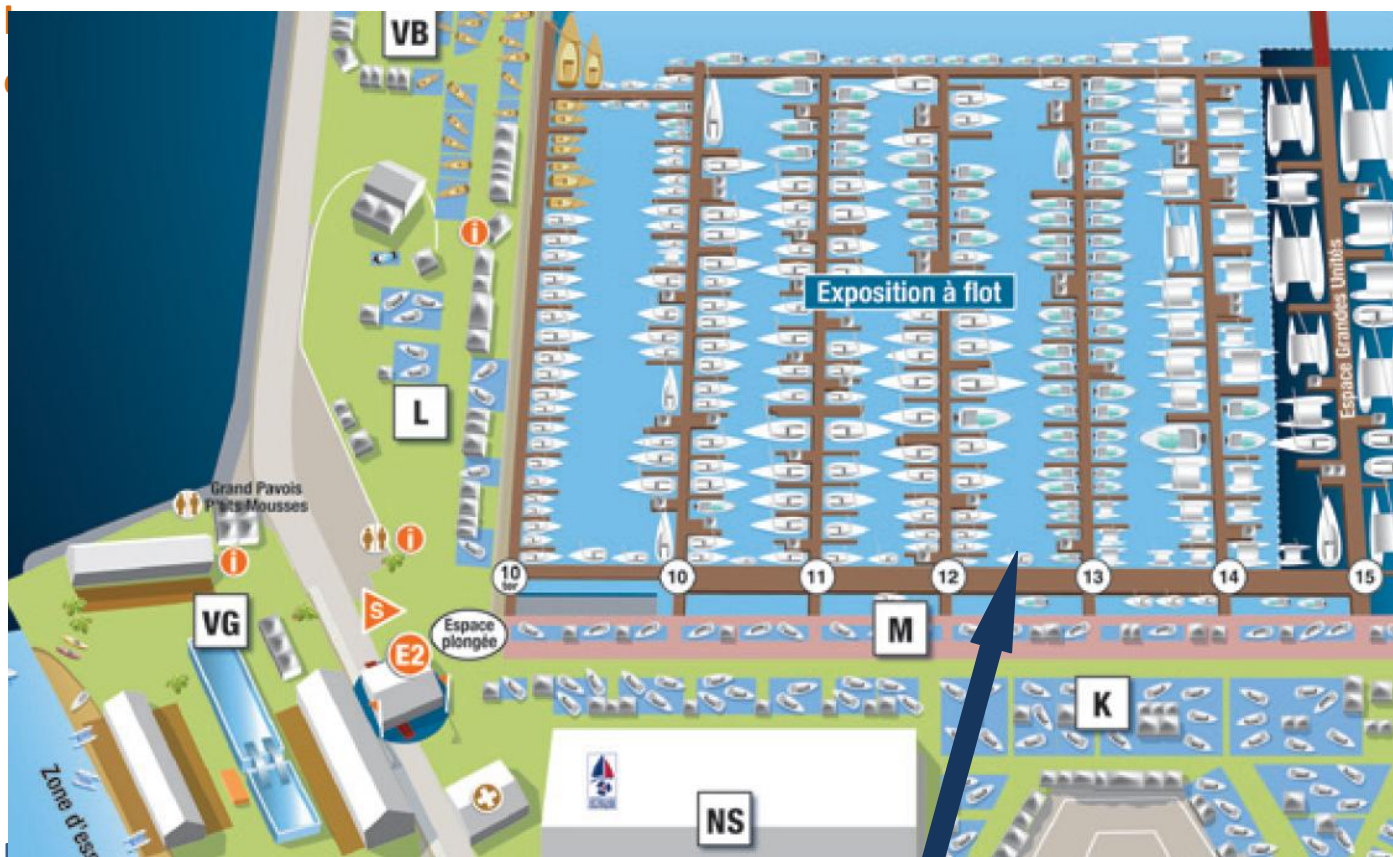 VB
Exposition à flot
Espace Grandes Unités
L
Grand Pavois
P'tits Mousses
10
ter
10
11
12
13
14
15
VG
S
E2
Espace
plongée
M
K
NS
i
i
i